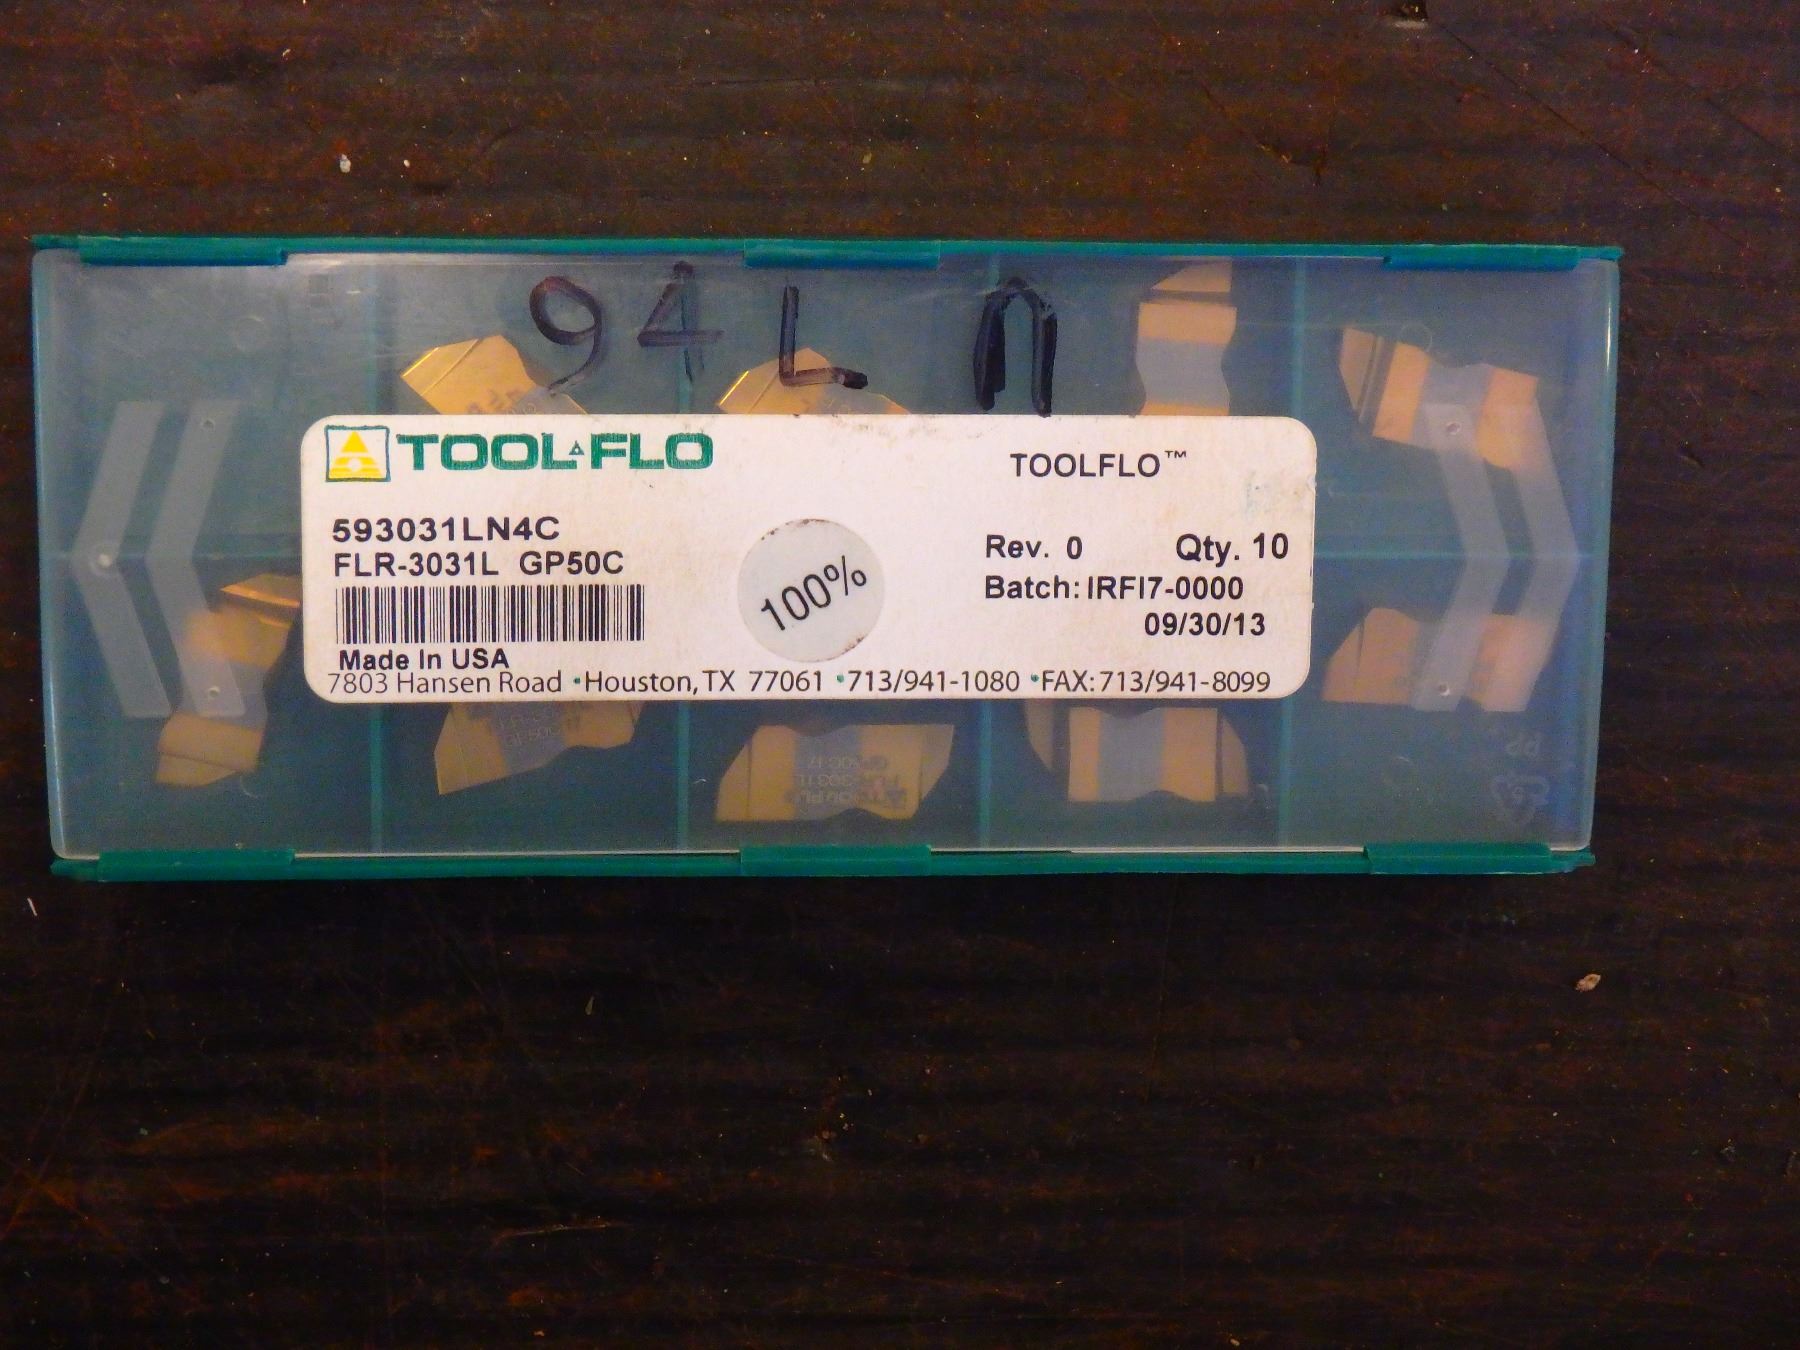 94 L n
TOOL FLO
TOOLFLO™
593031LN4C
FLR-3031L GP50C
100%
Rev. 0 Qty. 10
Batch: IRFI7-0000
09/30/13
Made In USA
7803 Hansen Road •Houston, TX 77061 •713/941-1080 •FAX: 713/941-8099